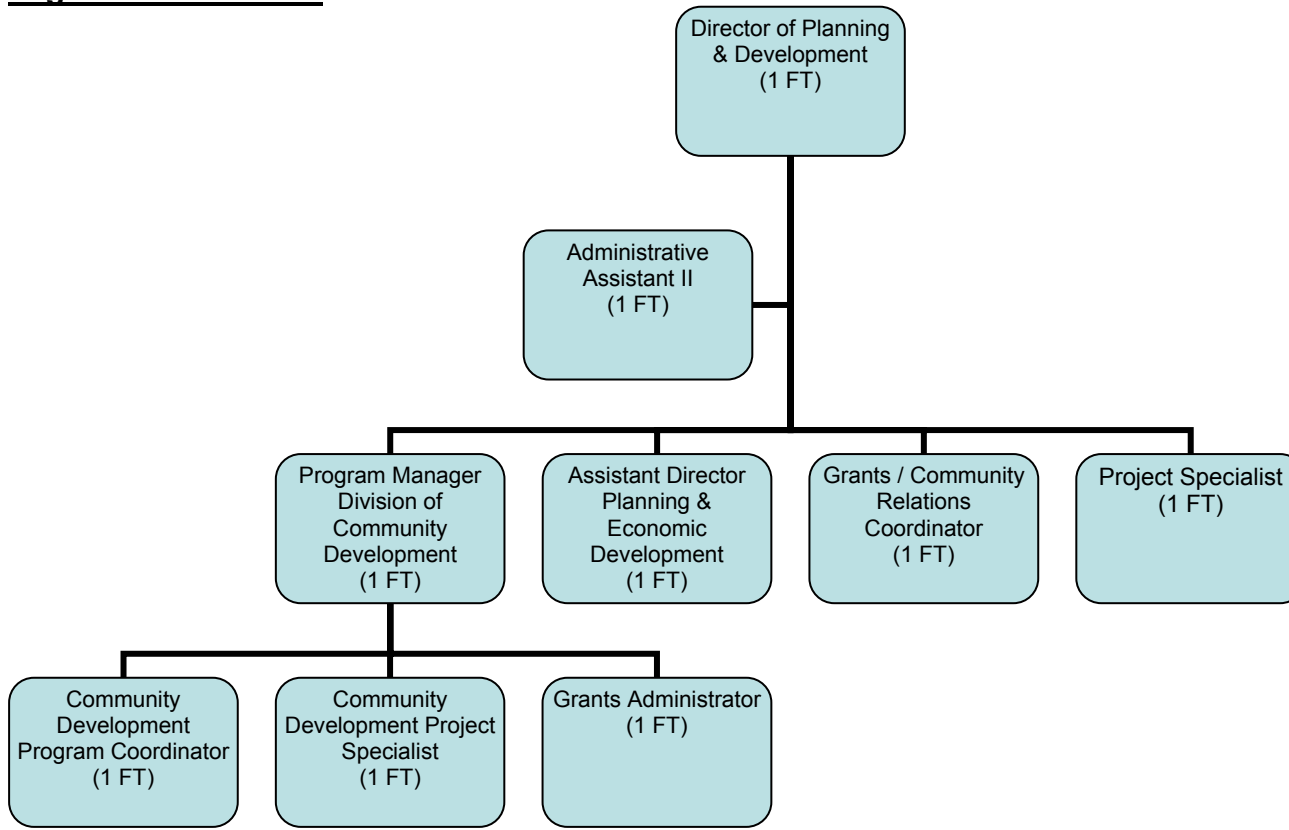 Director of Planning
& Development
(1 FT)
Administrative
Assistant II
(1 FT)
Program Manager
Division of
Community
Development
(1 FT)
Assistant Director
Planning &
Economic
Development
(1 FT)
Grants / Community
Relations
Coordinator
(1 FT)
Project Specialist
(1 FT)
Community
Development
Program Coordinator
(1 FT)
Community
Development Project
Specialist
(1 FT)
Grants Administrator
(1 FT)